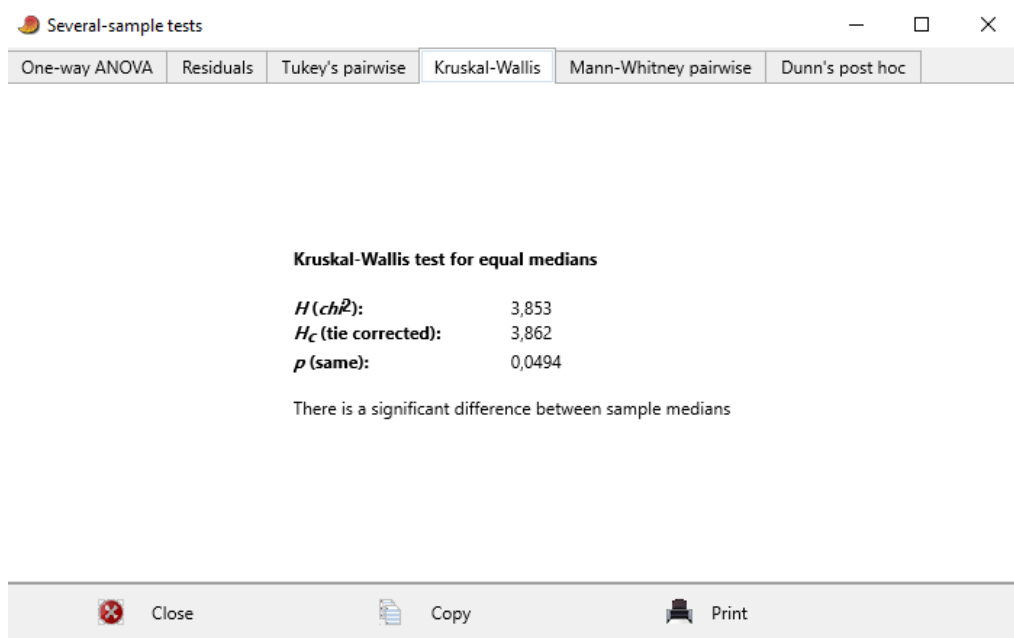 Several-sample tests
One-way ANOVA Residuals Tukey's pairwise Kruskal-Wallis Mann-Whitney pairwise Dunn's post hoc
Kruskal-Wallis test for equal medians
H (chi2): 3,853
Hc (tie corrected): 3,862
p (same): 0,0494
There is a significant difference between sample medians
Close Copy Print